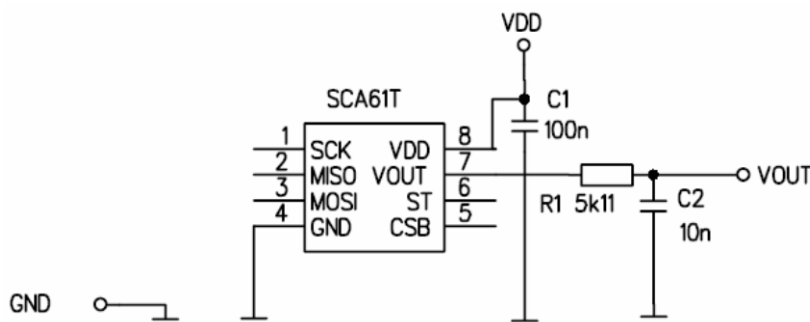 VDD
SCA61T
C1
100n
1 SCK VDD 8
2 MISO VOUT 7
3 MOSI ST 6
4 GND CSB 5
R1 5k11
C2
10n
VOUT
GND